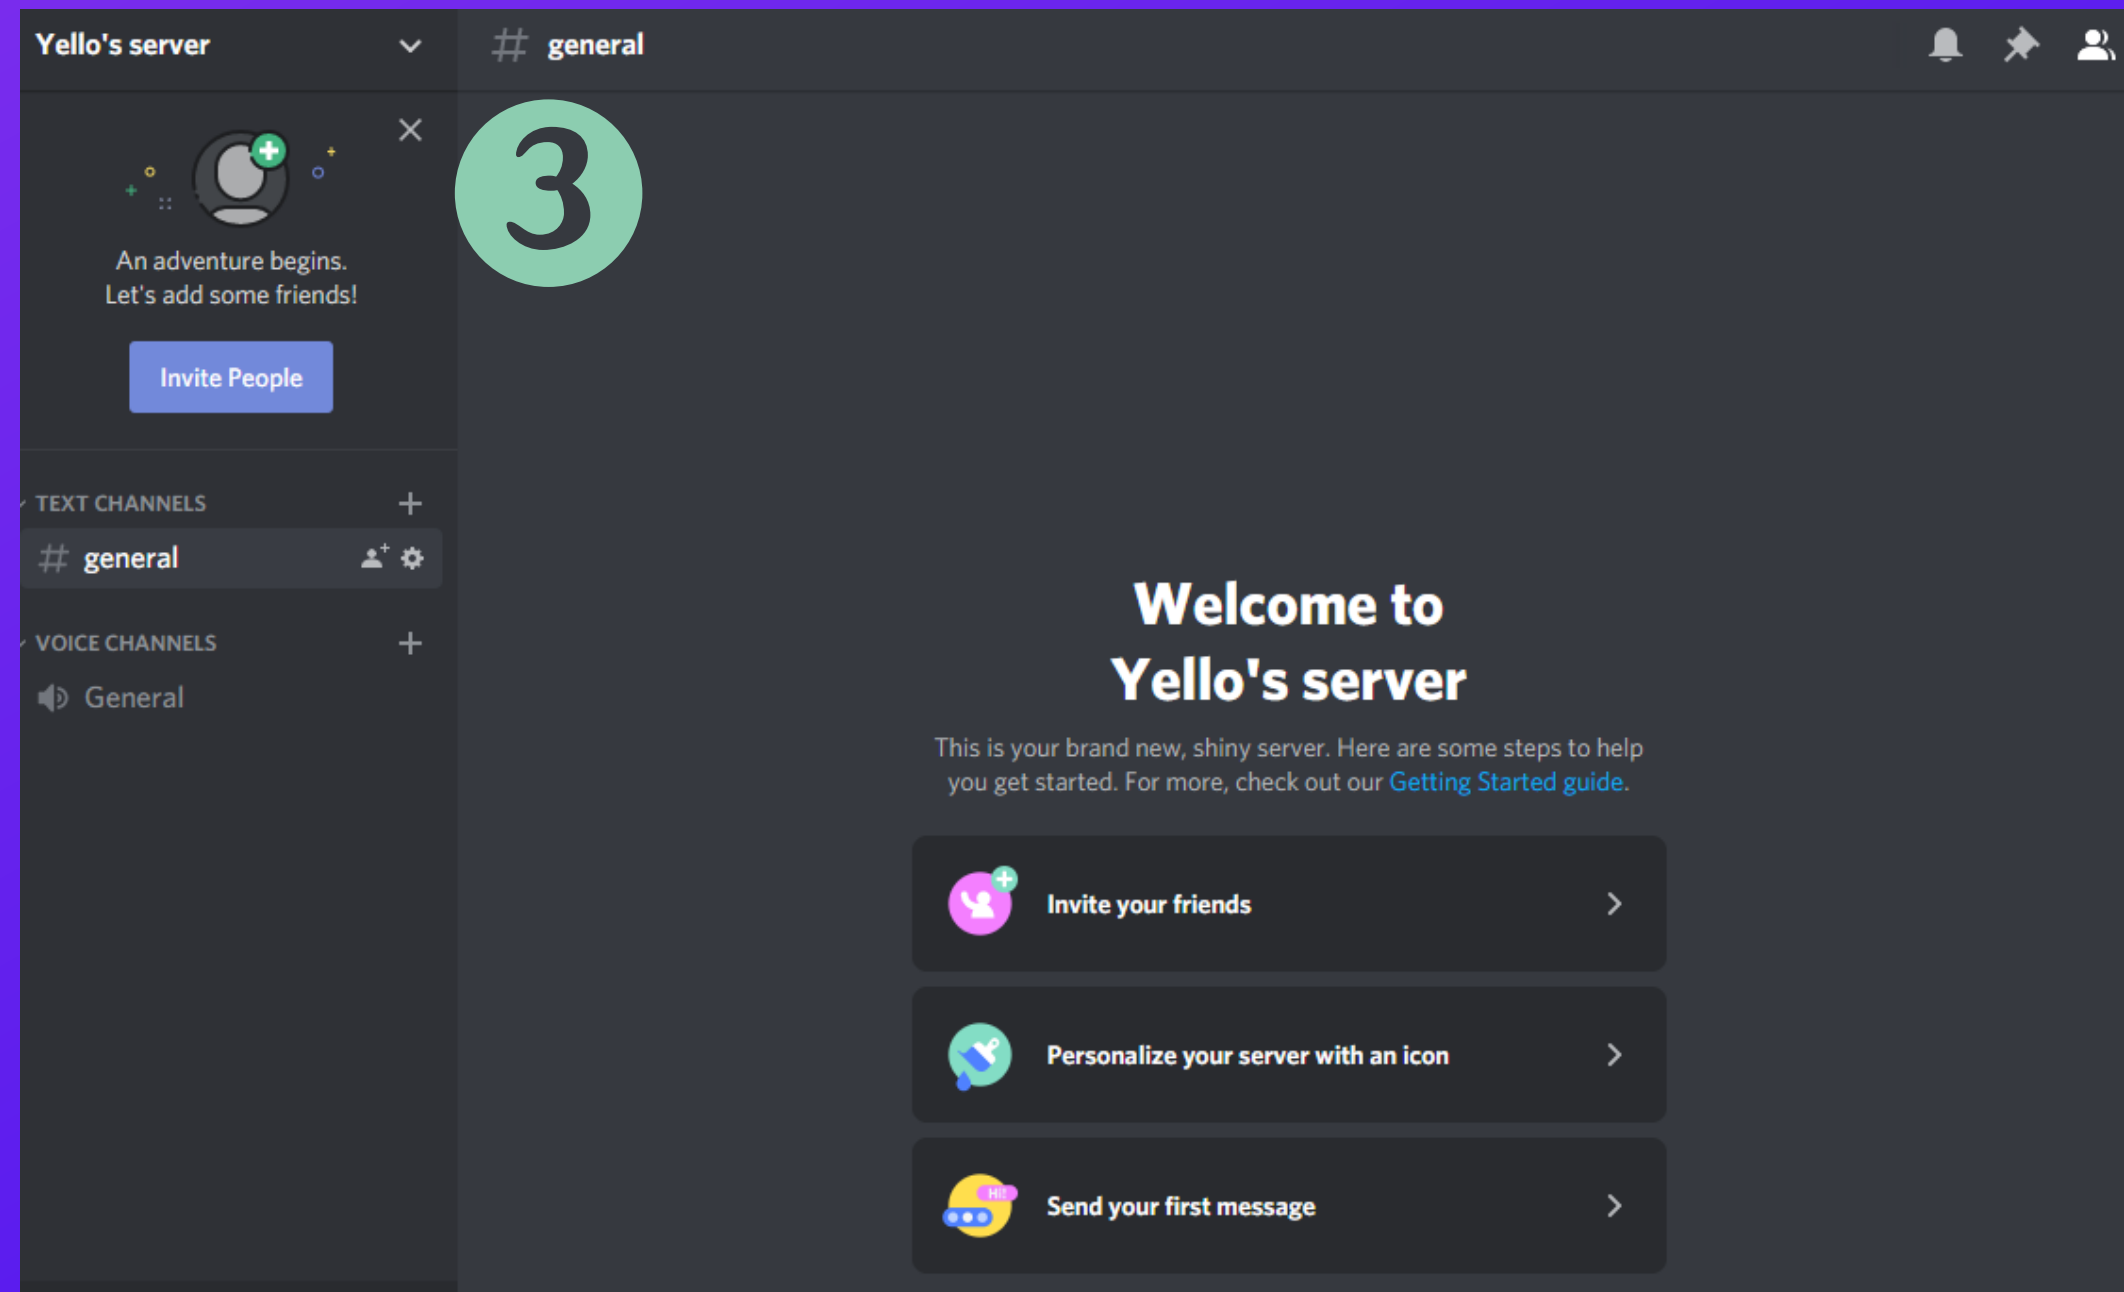 Yello's server
general
3
An adventure begins.
Let's add some friends!
Invite People
TEXT CHANNELS
general
VOICE CHANNELS
General
Welcome to
Yello's server
This is your brand new, shiny server. Here are some steps to help
you get started. For more, check out our Getting Started guide.
Invite your friends
Personalize your server with an icon
Hi!
Send your first message